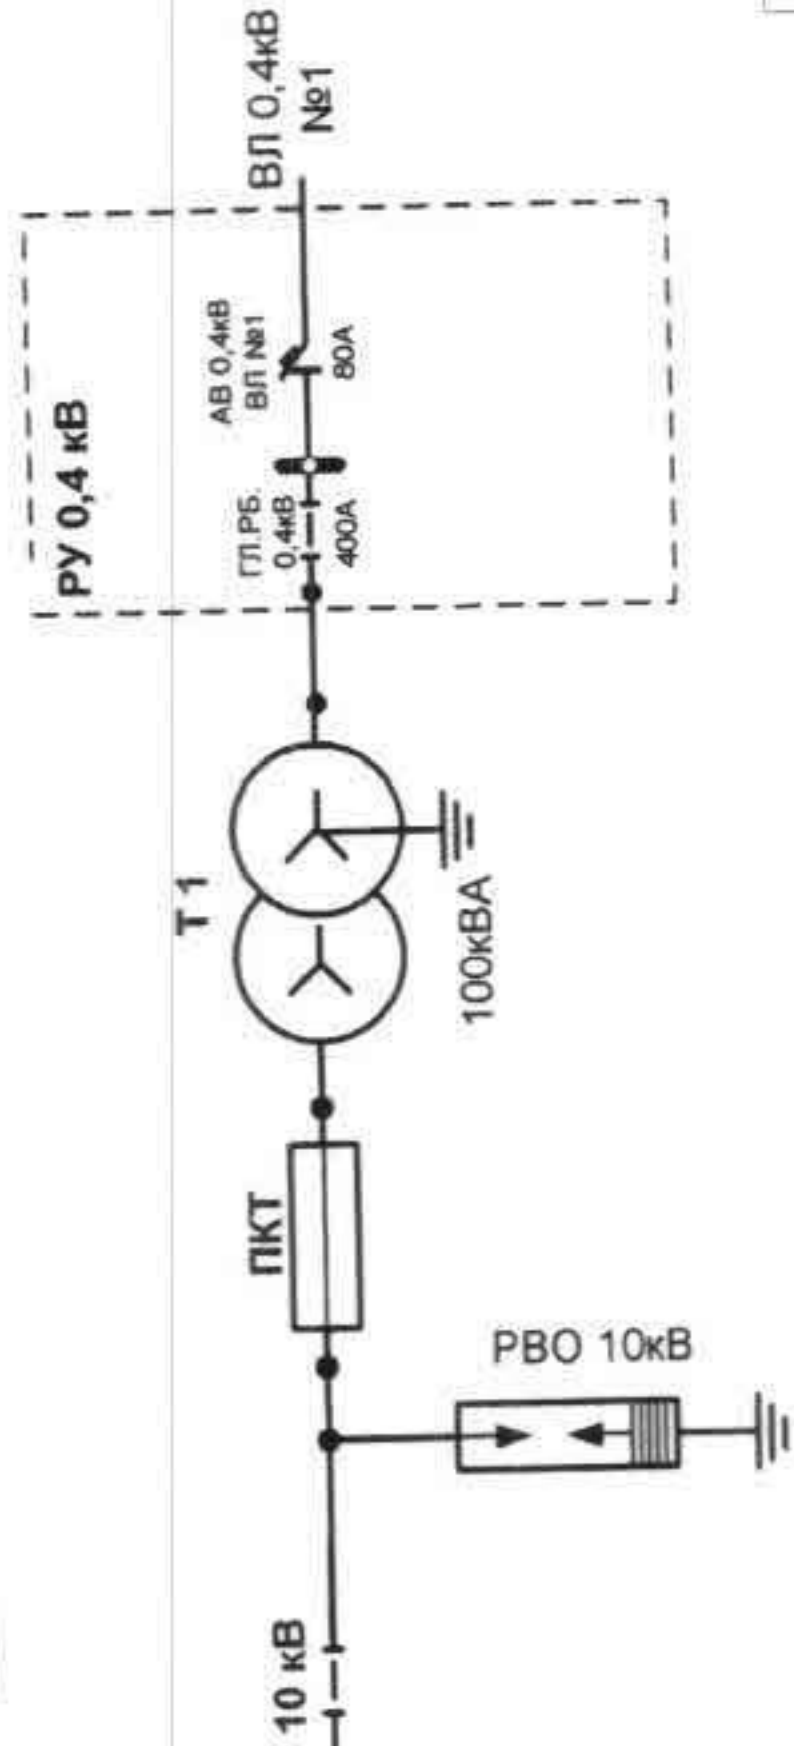 ВЛ 0,4кВ
№1
РУ 0,4 кВ
АВ 0,4кВ
ВЛ №1
80А
ГЛ.РБ.
0,4кВ
400А
Т 1
100кВА
ПКТ
РВО 10кВ
10 кВ